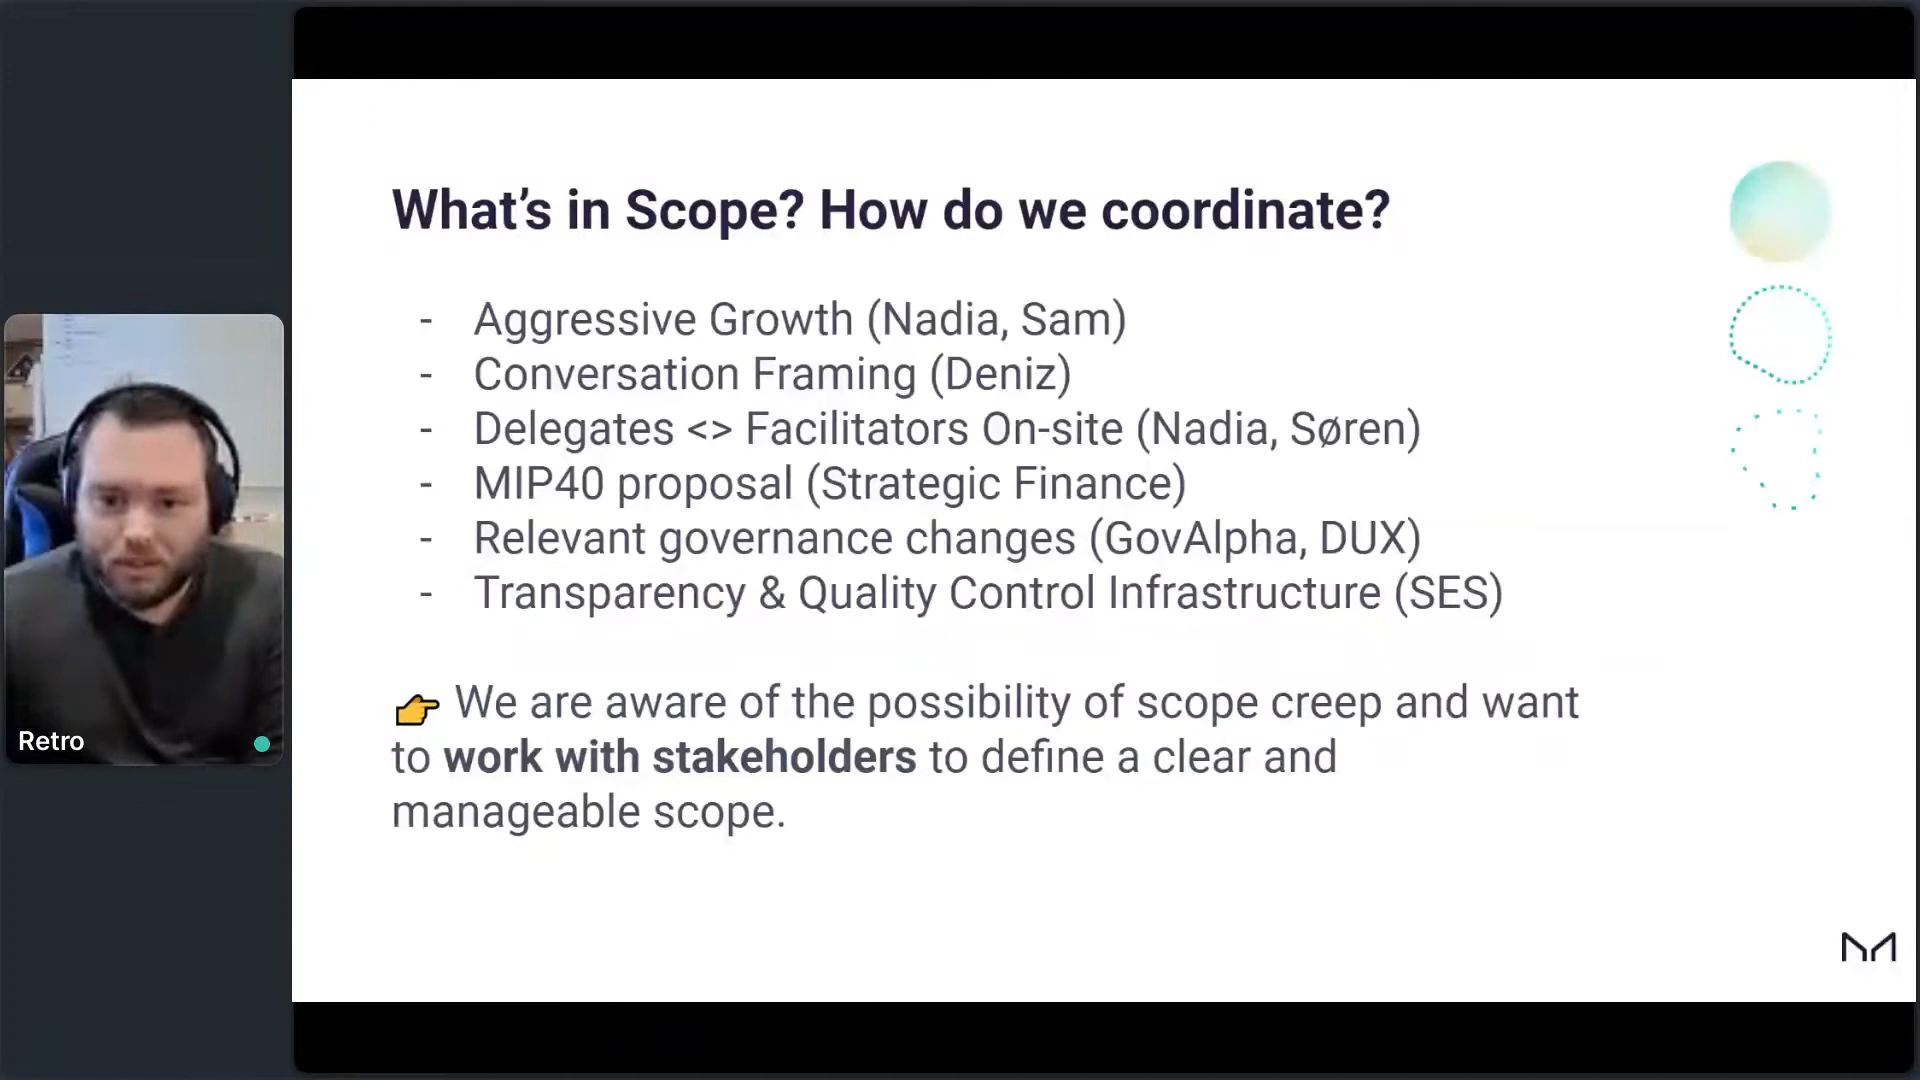 What's in Scope? How do we coordinate?
- Aggressive Growth (Nadia, Sam)
- Conversation Framing (Deniz)
- Delegates <> Facilitators On-site (Nadia, Søren)
- MIP40 proposal (Strategic Finance)
- Relevant governance changes (GovAlpha, DUX)
- Transparency & Quality Control Infrastructure (SES)
👉 We are aware of the possibility of scope creep and want
to work with stakeholders to define a clear and
manageable scope.
Retro